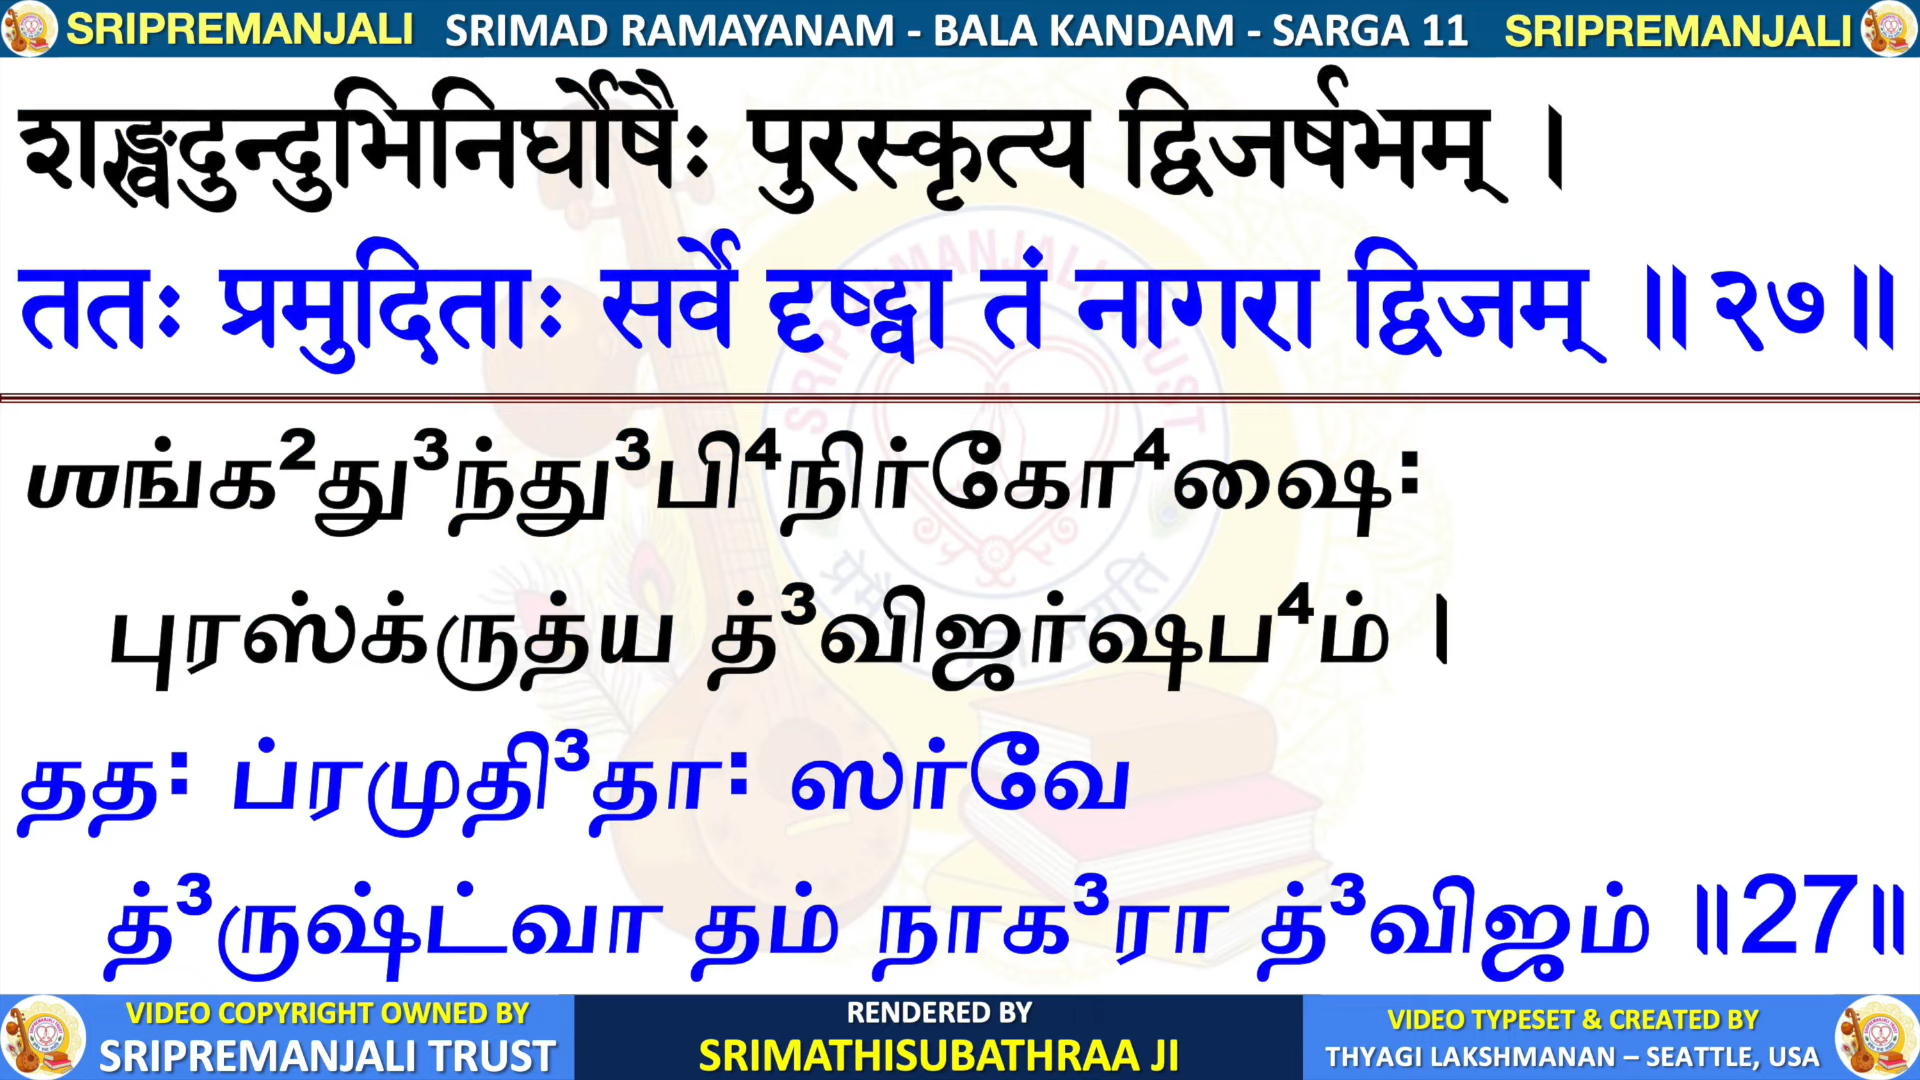 SRIPREMANJALI SRIMAD RAMAYANAM - BALA KANDAM - SARGA 11 SRIPREMANJALI
शङ्खदुन्दुभिनिर्घोषैः पुरस्कृत्य द्विजर्षभम् ।
ततः प्रमुदिताः सर्वे दृष्ट्वा तं नागरा द्विजम् ॥२७॥
ஶங்க²து³ந்து³பி⁴நிர்கோ⁴ஷை꞉
புரஸ்க்ருத்ய த்³விஜர்ஷப⁴ம் ।
தத꞉ ப்ரமுதி³தா꞉ ஸர்வே
த்³ருஷ்ட்வா தம் நாக³ரா த்³விஜம் ॥27॥
VIDEO COPYRIGHT OWNED BY
SRIPREMANJALI TRUST
RENDERED BY
SRIMATHISUBATHRAA JI
VIDEO TYPESET & CREATED BY
THYAGI LAKSHMANAN – SEATTLE, USA